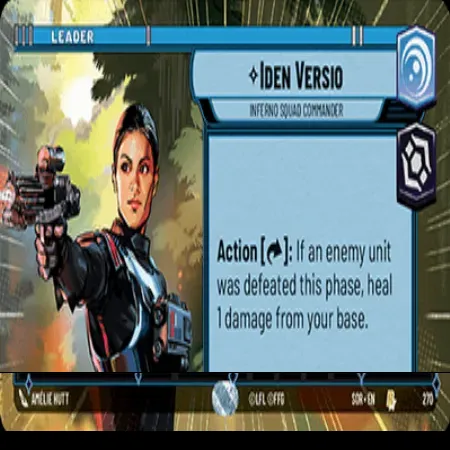 LEADER
✧IDEN VERSIO
INFERNO SQUAD COMMANDER
Action [↷]: If an enemy unit
was defeated this phase, heal
1 damage from your base.
AMÉLIE HUTT
©LFL ©FFG
SOR • EN
270